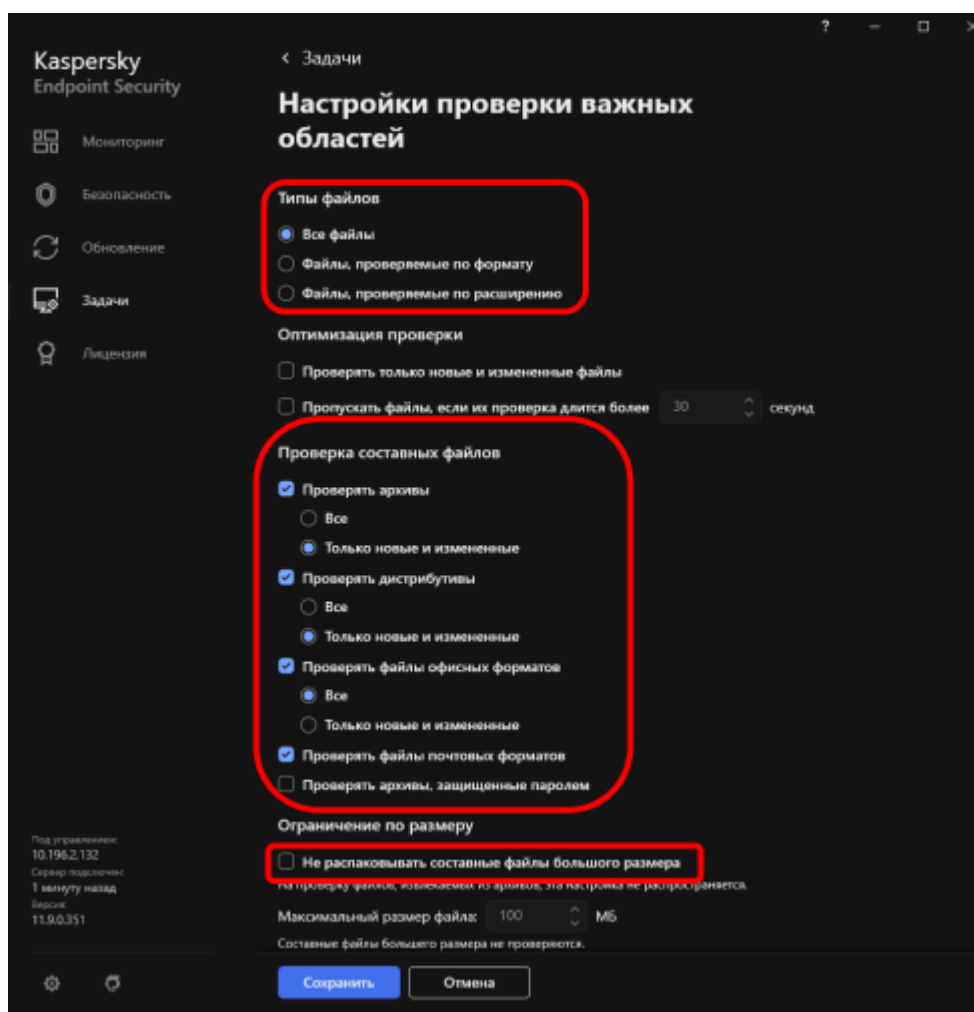 ?
Kaspersky
Endpoint Security
Мониторинг
Безопасность
Обновление
Задачи
Лицензия
Задачи
Настройки проверки важных
областей
Типы файлов
Все файлы
Файлы, проверяемые по формату
Файлы, проверяемые по расширению
Оптимизация проверки
Проверять только новые и измененные файлы
Пропускать файлы, если их проверка длится более 30 секунд
Проверка составных файлов
Проверять архивы
Все
Только новые и измененные
Проверять дистрибутивы
Все
Только новые и измененные
Проверять файлы офисных форматов
Все
Только новые и измененные
Проверять файлы почтовых форматов
Проверять архивы, защищенные паролем
Ограничение по размеру
Не распаковывать составные файлы большого размера
На проверку файлов, извлекаемых из архивов, эта настройка не распространяется.
Максимальный размер файла: 100 МБ
Составные файлы большего размера не проверяются.
Под управлением:
10.196.2.132
Сервер подключен:
1 минуту назад
Версия:
11.9.0.351
Сохранить
Отмена